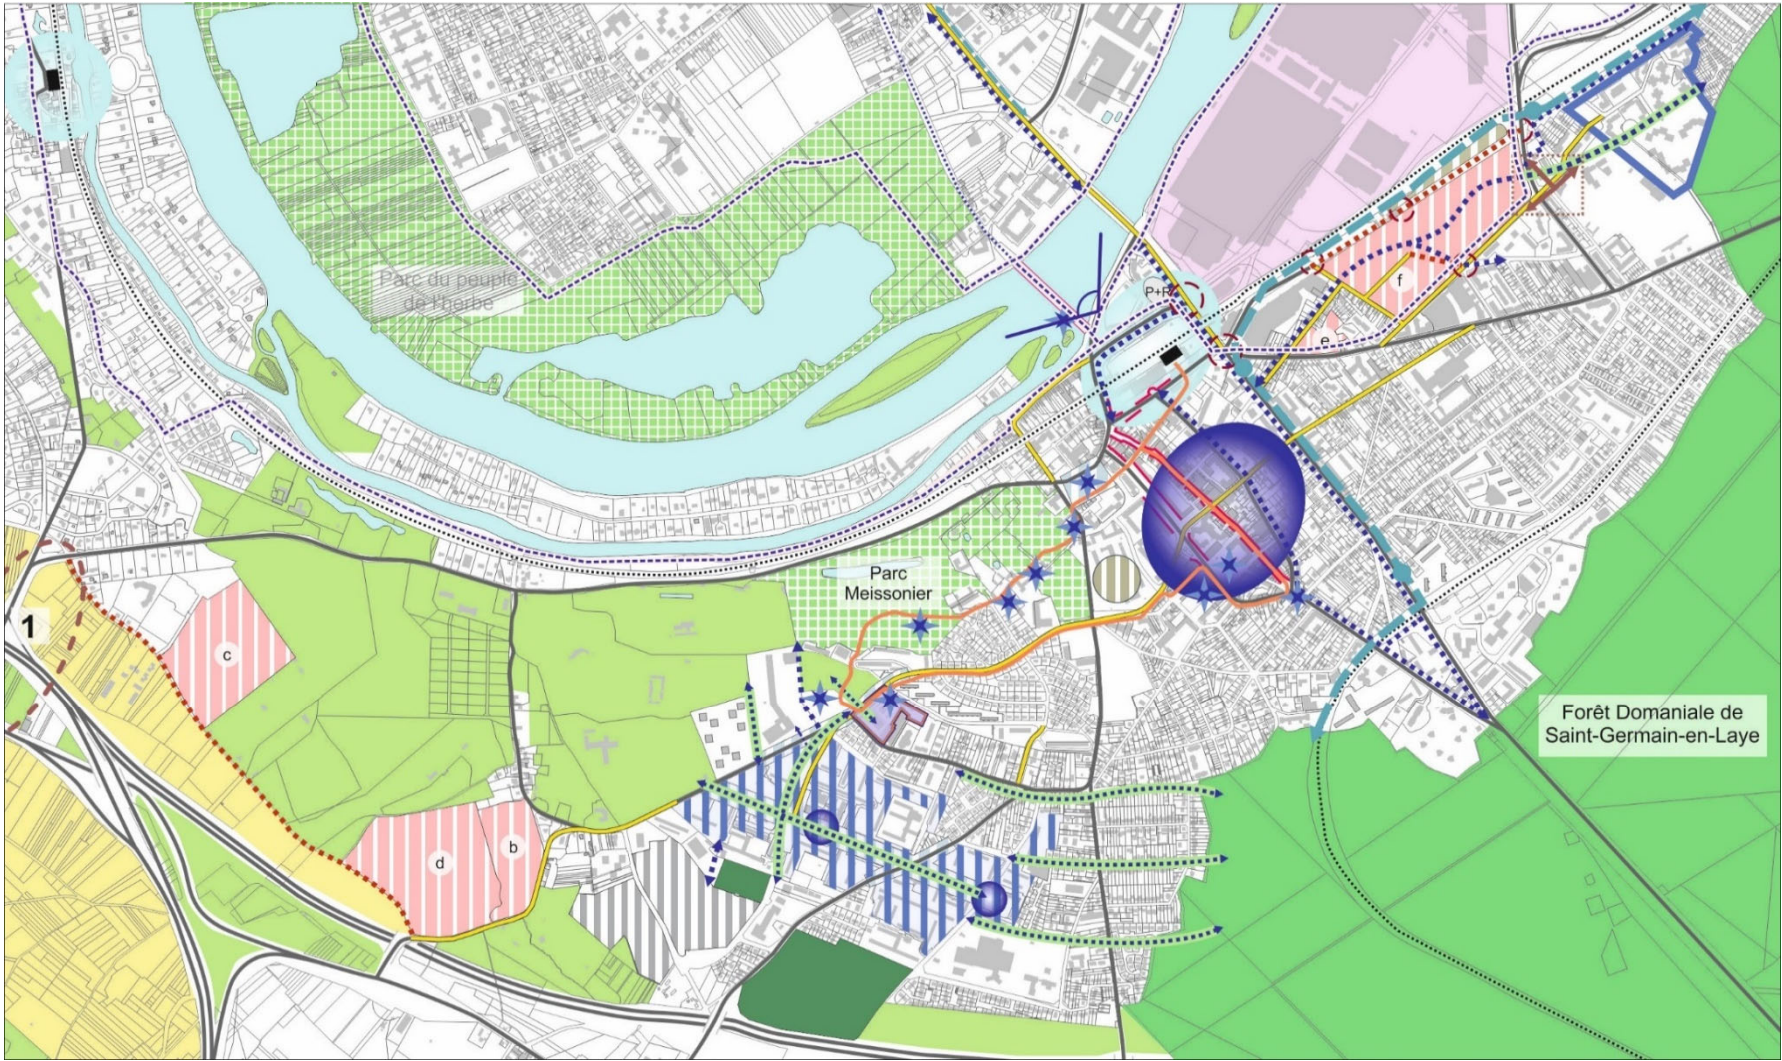 Parc du peuple
de l'herbe
P+R
f
e
Parc
Meissonier
1
c
Forêt Domaniale de
Saint-Germain-en-Laye
d
b